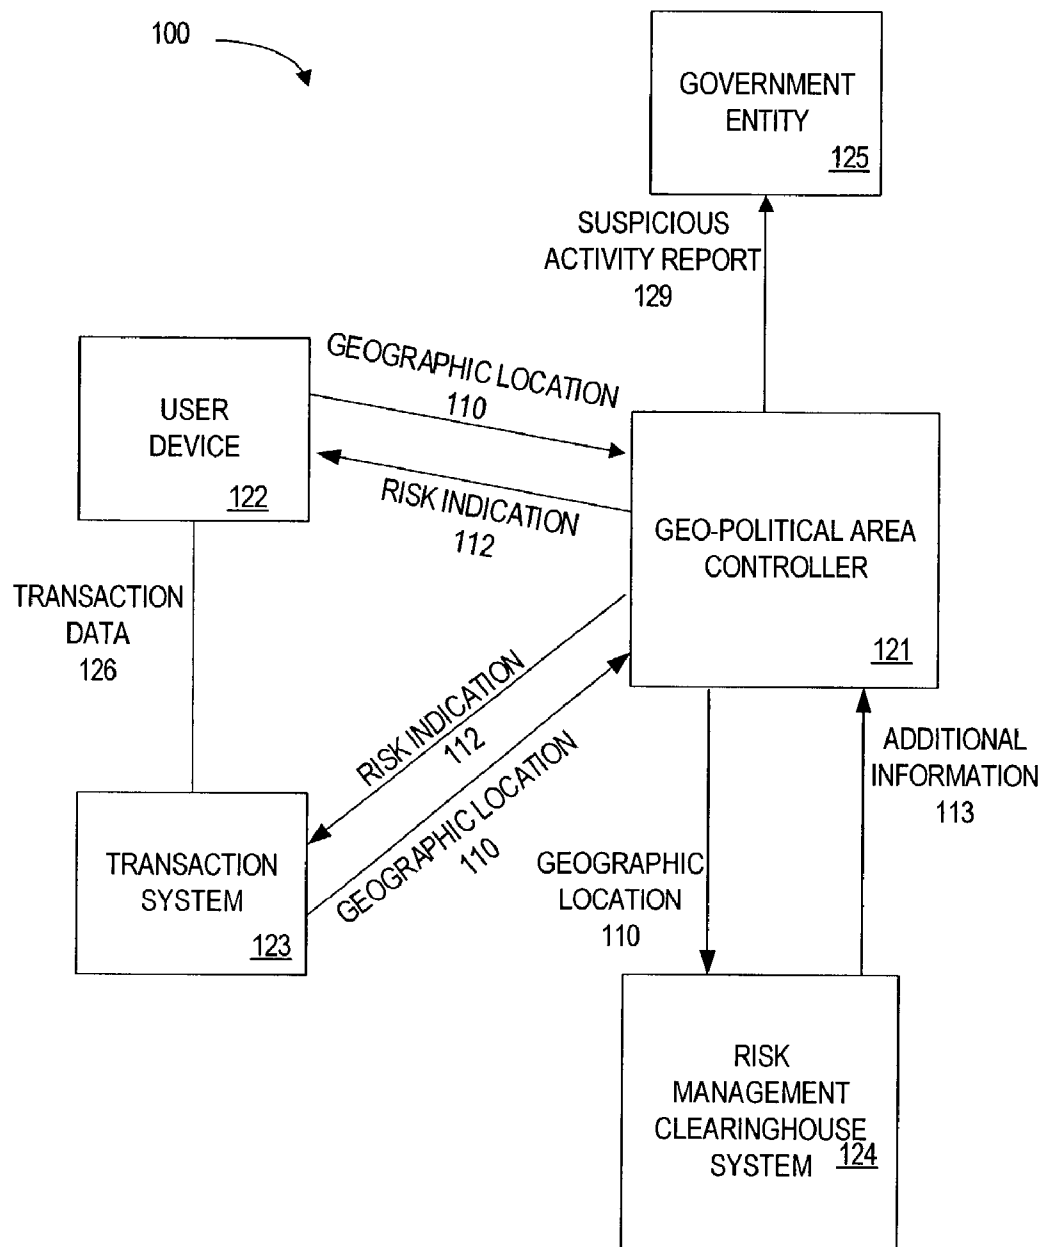 100
GOVERNMENT
ENTITY
125
SUSPICIOUS
ACTIVITY REPORT
129
GEOGRAPHIC LOCATION
110
USER
DEVICE
122
RISK INDICATION
112
GEO-POLITICAL AREA
CONTROLLER
121
TRANSACTION
DATA
126
RISK INDICATION
112
GEOGRAPHIC LOCATION
110
ADDITIONAL
INFORMATION
113
TRANSACTION
SYSTEM
123
GEOGRAPHIC
LOCATION
110
RISK
MANAGEMENT
CLEARINGHOUSE
SYSTEM
124